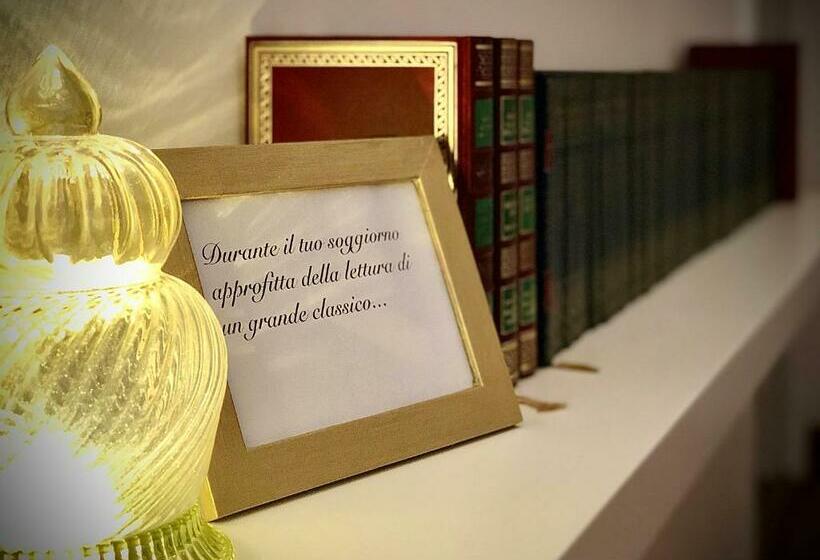 Durante il tuo soggiorno
approfitta della lettura di
un grande classico...